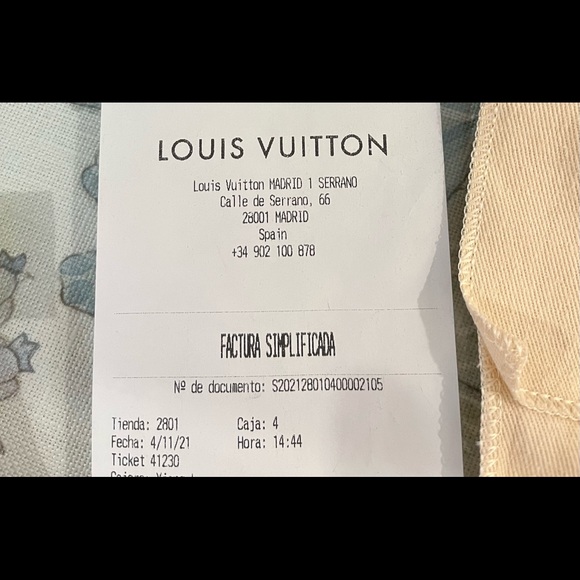 LOUIS VUITTON
Louis Vuitton MADRID 1 SERRANO
Calle de Serrano, 66
28001 MADRID
Spain
+34 902 100 878
FACTURA SIMPLIFICADA
Nº de documento: S202128010400002105
Tienda: 2801 Caja: 4
Fecha: 4/11/21 Hora: 14:44
Ticket 41230